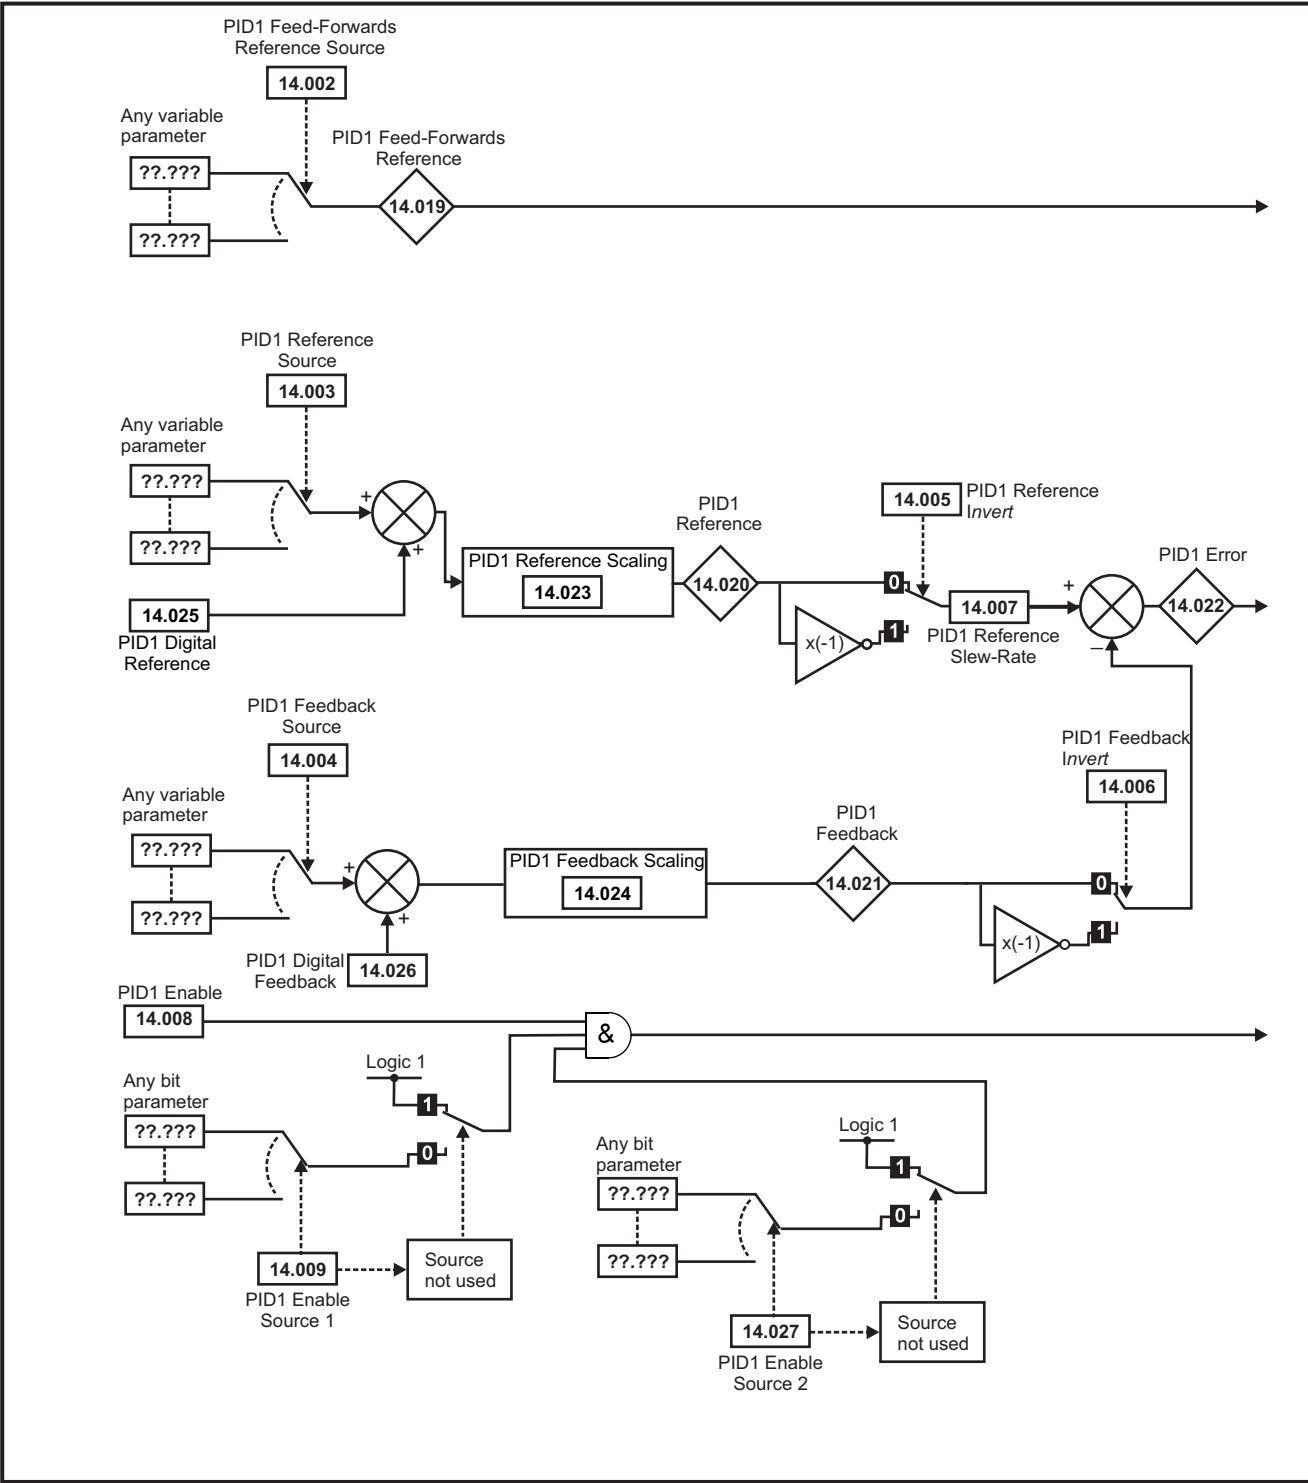 PID1 Feed-Forwards
Reference Source
14.002
Any variable
parameter
PID1 Feed-Forwards
Reference
??.???
14.019
??.???
PID1 Reference
Source
14.003
Any variable
parameter
??.???
+
+
??.???
PID1
Reference
14.005
PID1 Reference
Invert
PID1 Reference Scaling
14.023
14.020
0
1
x(-1)
14.007
PID1 Reference
Slew-Rate
+
−
PID1 Error
14.022
14.025
PID1 Digital
Reference
PID1 Feedback
Source
14.004
Any variable
parameter
??.???
+
+
??.???
PID1 Digital
Feedback
14.026
PID1 Feedback Scaling
14.024
PID1
Feedback
14.021
PID1 Feedback
Invert
14.006
0
1
x(-1)
PID1 Enable
14.008
&
Logic 1
1
0
Any bit
parameter
??.???
??.???
14.009
PID1 Enable
Source 1
Source
not used
Logic 1
1
0
Any bit
parameter
??.???
??.???
14.027
PID1 Enable
Source 2
Source
not used